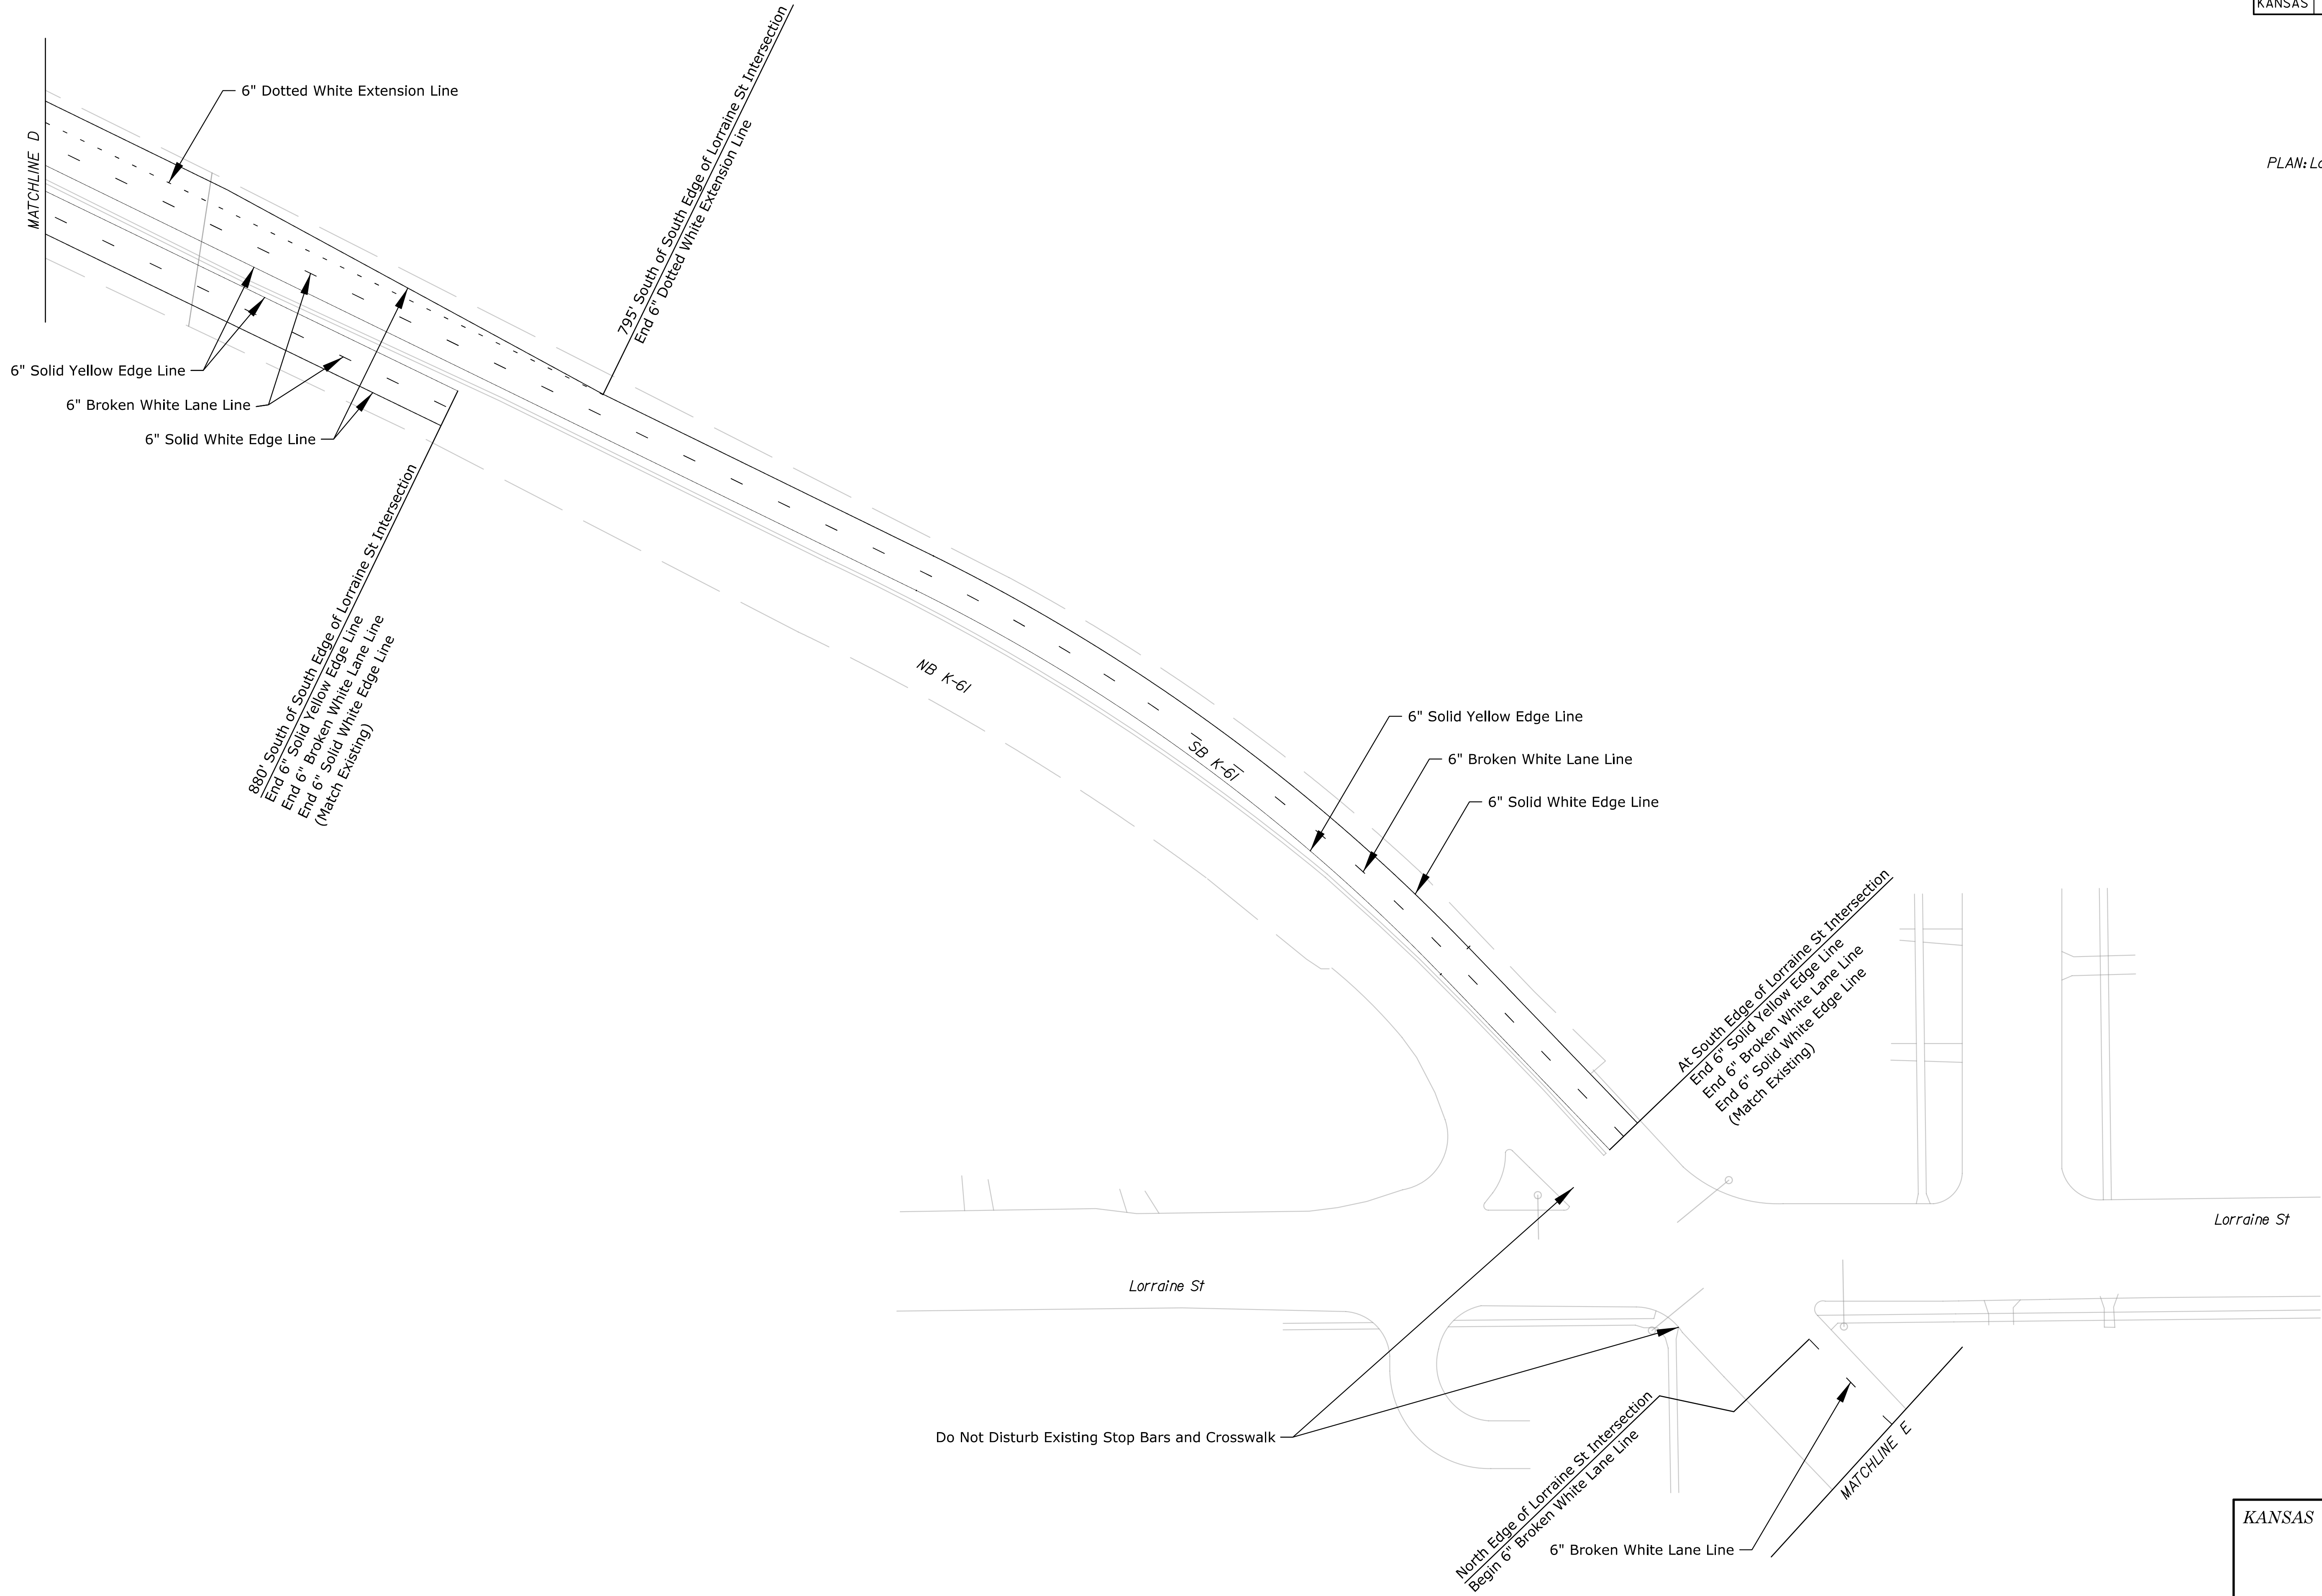 KANSAS
PLAN:Lo
6" Dotted White Extension Line
MATCHLINE D
795' South of South Edge of Lorraine St Intersection
End 6" Dotted White Extension Line
6" Solid Yellow Edge Line
6" Broken White Lane Line
6" Solid White Edge Line
880' South of South Edge of Lorraine St Intersection
End 6" Solid Yellow Edge Line
End 6" Broken White Lane Line
End 6" Solid White Edge Line
(Match Existing)
NB K-61
SB K-61
6" Solid Yellow Edge Line
6" Broken White Lane Line
6" Solid White Edge Line
At South Edge of Lorraine St Intersection
End 6" Solid Yellow Edge Line
End 6" Broken White Lane Line
End 6" Solid White Edge Line
(Match Existing)
Lorraine St
Lorraine St
Do Not Disturb Existing Stop Bars and Crosswalk
North Edge of Lorraine St Intersection
Begin 6" Broken White Lane Line
MATCHLINE E
6" Broken White Lane Line
KANSAS